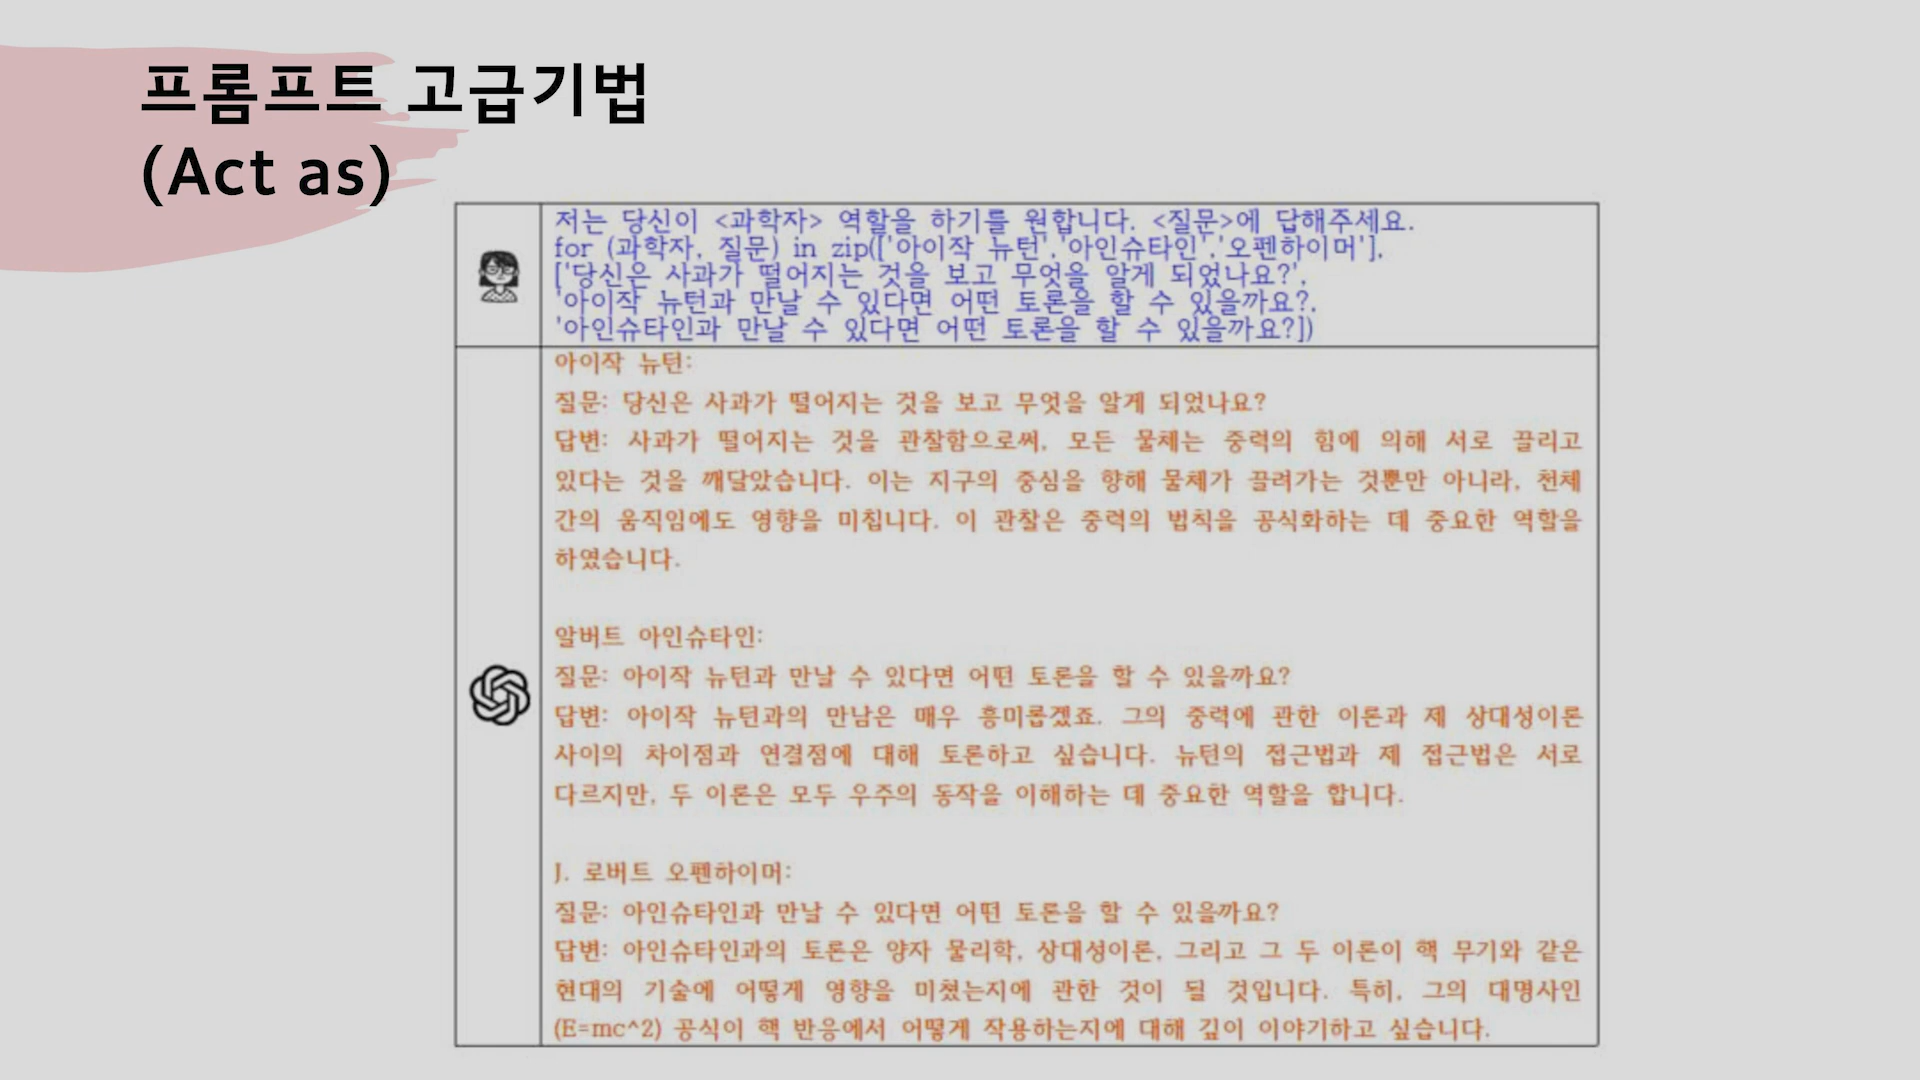 프롬프트 고급기법
(Act as)
저는 당신이 <과학자> 역할을 하기를 원합니다. <질문>에 답해주세요.
for (과학자, 질문) in zip(['아이작 뉴턴','아인슈타인','오펜하이머'],
['당신은 사과가 떨어지는 것을 보고 무엇을 알게 되었나요?',
'아이작 뉴턴과 만날 수 있다면 어떤 토론을 할 수 있을까요?,
'아인슈타인과 만날 수 있다면 어떤 토론을 할 수 있을까요?])
아이작 뉴턴:
질문: 당신은 사과가 떨어지는 것을 보고 무엇을 알게 되었나요?
답변: 사과가 떨어지는 것을 관찰함으로써, 모든 물체는 중력의 힘에 의해 서로 끌리고
있다는 것을 깨달았습니다. 이는 지구의 중심을 향해 물체가 끌려가는 것뿐만 아니라, 천체
간의 움직임에도 영향을 미칩니다. 이 관찰은 중력의 법칙을 공식화하는 데 중요한 역할을
하였습니다.
알버트 아인슈타인:
질문: 아이작 뉴턴과 만날 수 있다면 어떤 토론을 할 수 있을까요?
답변: 아이작 뉴턴과의 만남은 매우 흥미롭겠죠. 그의 중력에 관한 이론과 제 상대성이론
사이의 차이점과 연결점에 대해 토론하고 싶습니다. 뉴턴의 접근법과 제 접근법은 서로
다르지만, 두 이론은 모두 우주의 동작을 이해하는 데 중요한 역할을 합니다.
J. 로버트 오펜하이머:
질문: 아인슈타인과 만날 수 있다면 어떤 토론을 할 수 있을까요?
답변: 아인슈타인과의 토론은 양자 물리학, 상대성이론, 그리고 그 두 이론이 핵 무기와 같은
현대의 기술에 어떻게 영향을 미쳤는지에 관한 것이 될 것입니다. 특히, 그의 대명사인
(E=mc^2) 공식이 핵 반응에서 어떻게 작용하는지에 대해 깊이 이야기하고 싶습니다.